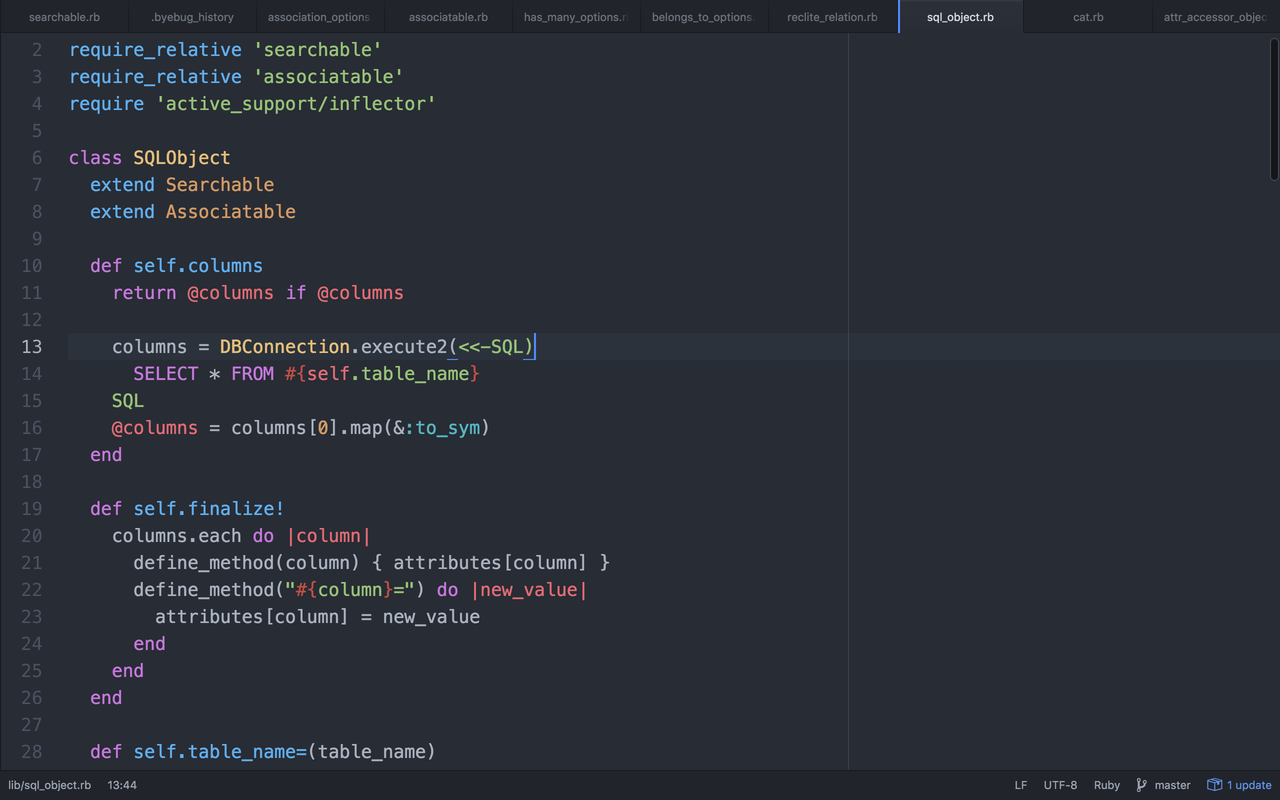 searchable.rb .byebug_history association_options associatable.rb has_many_options.r belongs_to_options. reclite_relation.rb sql_object.rb cat.rb attr_accessor_objec
2 require_relative 'searchable'
3 require_relative 'associatable'
4 require 'active_support/inflector'
5
6 class SQLObject
7   extend Searchable
8   extend Associatable
9
10   def self.columns
11     return @columns if @columns
12
13     columns = DBConnection.execute2(<<-SQL)
14       SELECT * FROM #{self.table_name}
15     SQL
16     @columns = columns[0].map(&:to_sym)
17   end
18
19   def self.finalize!
20     columns.each do |column|
21       define_method(column) { attributes[column] }
22       define_method("#{column}=") do |new_value|
23         attributes[column] = new_value
24       end
25     end
26   end
27
28   def self.table_name=(table_name)
lib/sql_object.rb 13:44 LF UTF-8 Ruby master 1 update